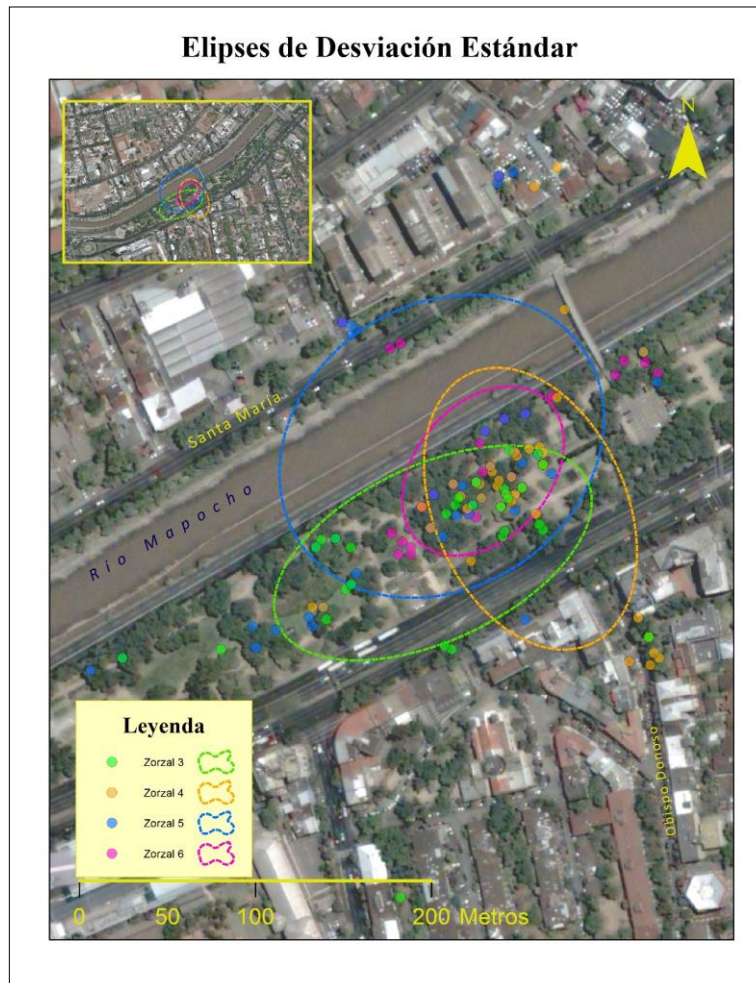 Elipses de Desviación Estándar
N
Santa María
Río Mapocho
Obispo Donoso
Leyenda
Zorzal 3
Zorzal 4
Zorzal 5
Zorzal 6
0 50 100 200 Metros